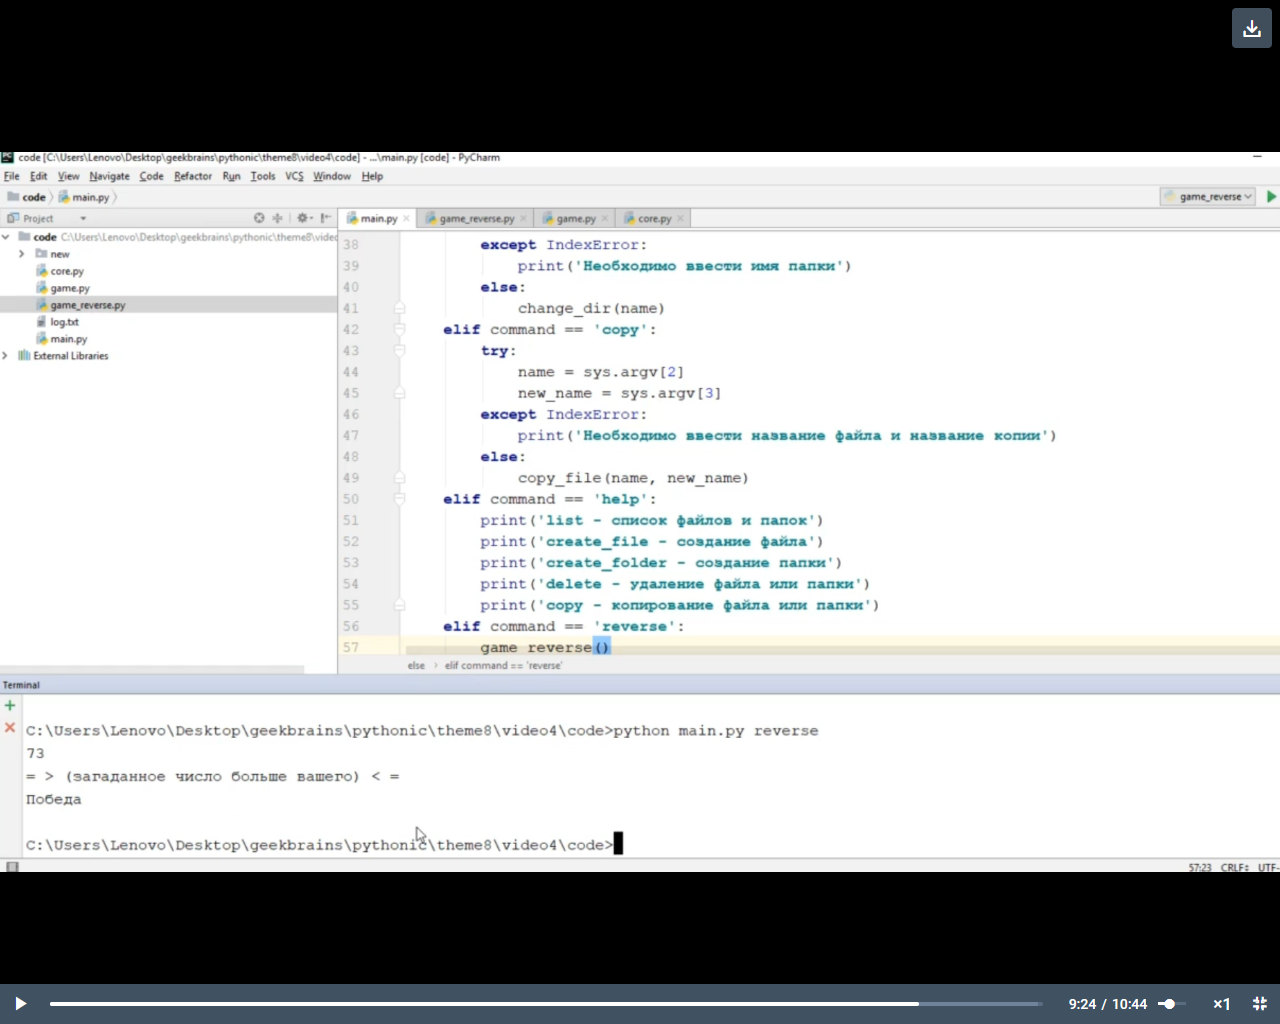 code [C:\Users\Lenovo\Desktop\geekbrains\pythonic\theme8\video4\code] - ...\main.py [code] - PyCharm
File Edit View Navigate Code Refactor Run Tools VCS Window Help
code main.py game_reverse
Project main.py game_reverse.py game.py core.py
code C:\Users\Lenovo\Desktop\geekbrains\pythonic\theme8\video
new
core.py
game.py
game_reverse.py
log.txt
main.py
External Libraries
38 except IndexError:
39 print('Необходимо ввести имя папки')
40 else:
41 change_dir(name)
42 elif command == 'copy':
43 try:
44 name = sys.argv[2]
45 new_name = sys.argv[3]
46 except IndexError:
47 print('Необходимо ввести название файла и название копии')
48 else:
49 copy_file(name, new_name)
50 elif command == 'help':
51 print('list - список файлов и папок')
52 print('create_file - создание файла')
53 print('create_folder - создание папки')
54 print('delete - удаление файла или папки')
55 print('copy - копирование файла или папки')
56 elif command == 'reverse':
57 game_reverse()
else › elif command == 'reverse'
Terminal
C:\Users\Lenovo\Desktop\geekbrains\pythonic\theme8\video4\code>python main.py reverse
73
= > (загаданное число больше вашего) < =
Победа
C:\Users\Lenovo\Desktop\geekbrains\pythonic\theme8\video4\code>
57:23 CRLF÷ UTF-
9:24 / 10:44 ×1